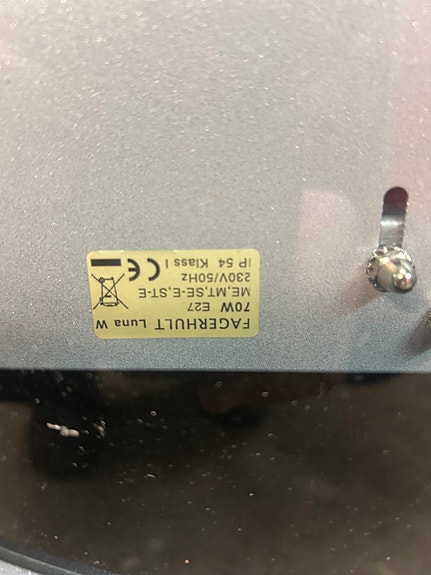 FAGERHULT Luna W
70W E27
ME,MT,SE-E,ST-E
230V/50Hz
IP 54 Klass I
CE